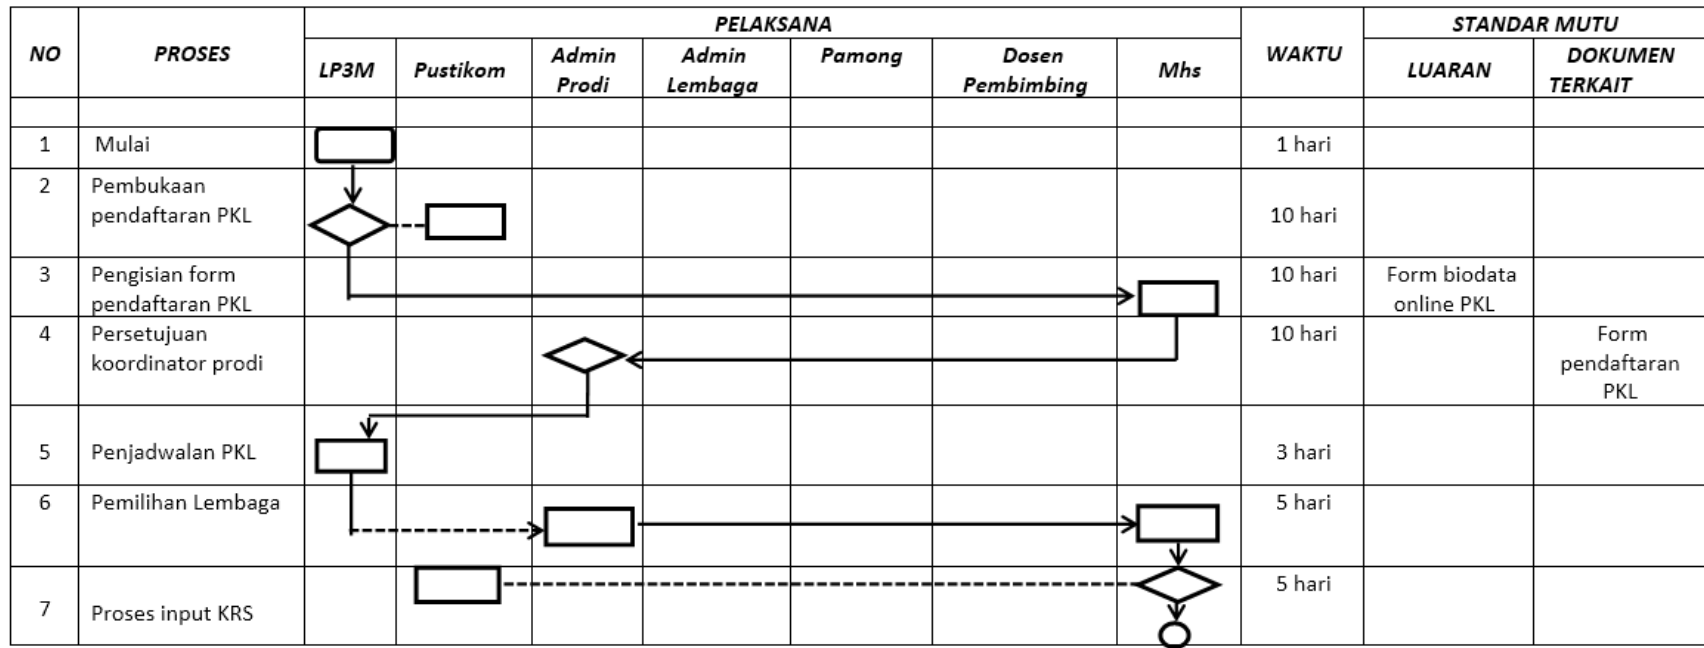 NO PROSES PELAKSANA WAKTU STANDAR MUTU
LP3M Pustikom Admin Prodi Admin Lembaga Pamong Dosen Pembimbing Mhs LUARAN DOKUMEN TERKAIT
1 Mulai 1 hari
2 Pembukaan
pendaftaran PKL 10 hari
3 Pengisian form 10 hari Form biodata
pendaftaran PKL online PKL
4 Persetujuan 10 hari Form
koordinator prodi pendaftaran
PKL
5 Penjadwalan PKL 3 hari
6 Pemilihan Lembaga 5 hari
7 Proses input KRS 5 hari